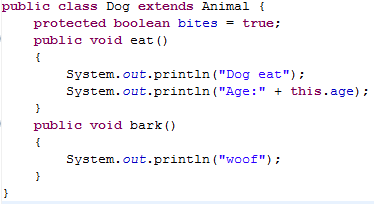 public class Dog extends Animal {
    protected boolean bites = true;
    public void eat()
    {
        System.out.println("Dog eat");
        System.out.println("Age:" + this.age);
    }
    public void bark()
    {
        System.out.println("woof");
    }
}